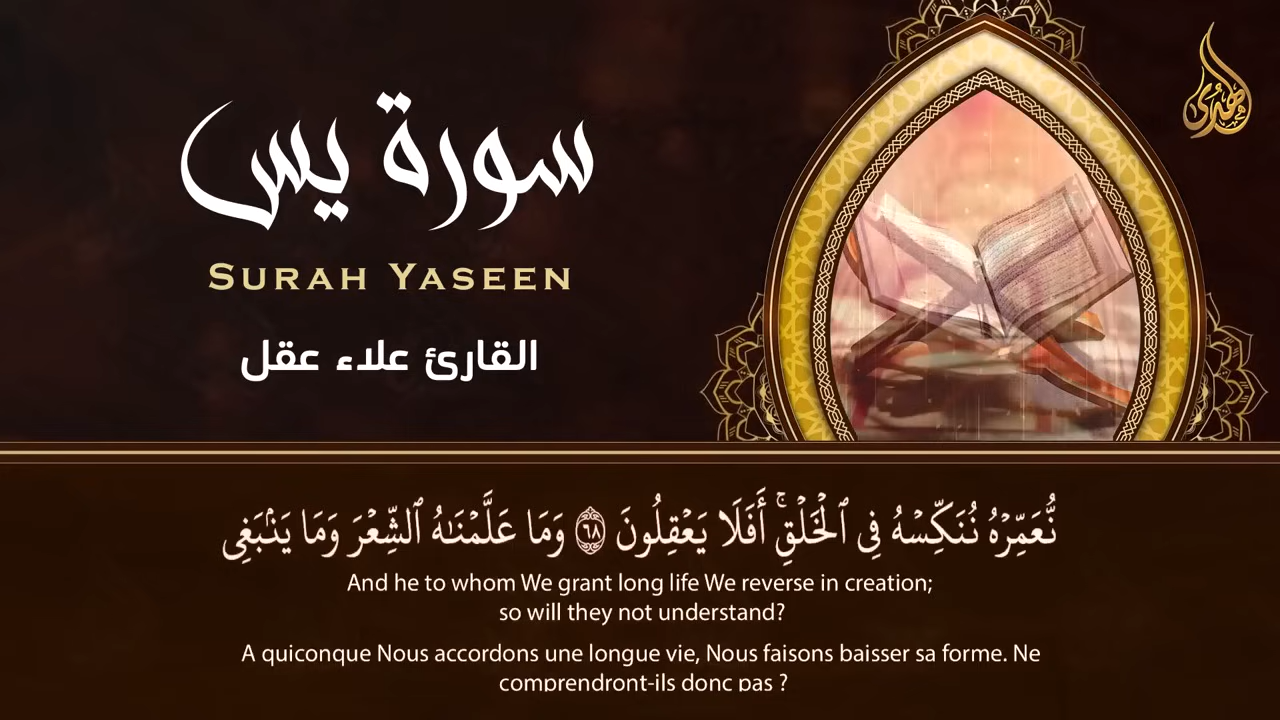 سورة يس
SURAH YASEEN
القارئ علاء عقل
الهدى
نُّعَمِّرْهُ نُنَكِّسْهُ فِى ٱلْخَلْقِ ۖ أَفَلَا يَعْقِلُونَ ٦٨ وَمَا عَلَّمْنَـٰهُ ٱلشِّعْرَ وَمَا يَنۢبَغِى
And he to whom We grant long life We reverse in creation;
so will they not understand?
A quiconque Nous accordons une longue vie, Nous faisons baisser sa forme. Ne
comprendront-ils donc pas ?